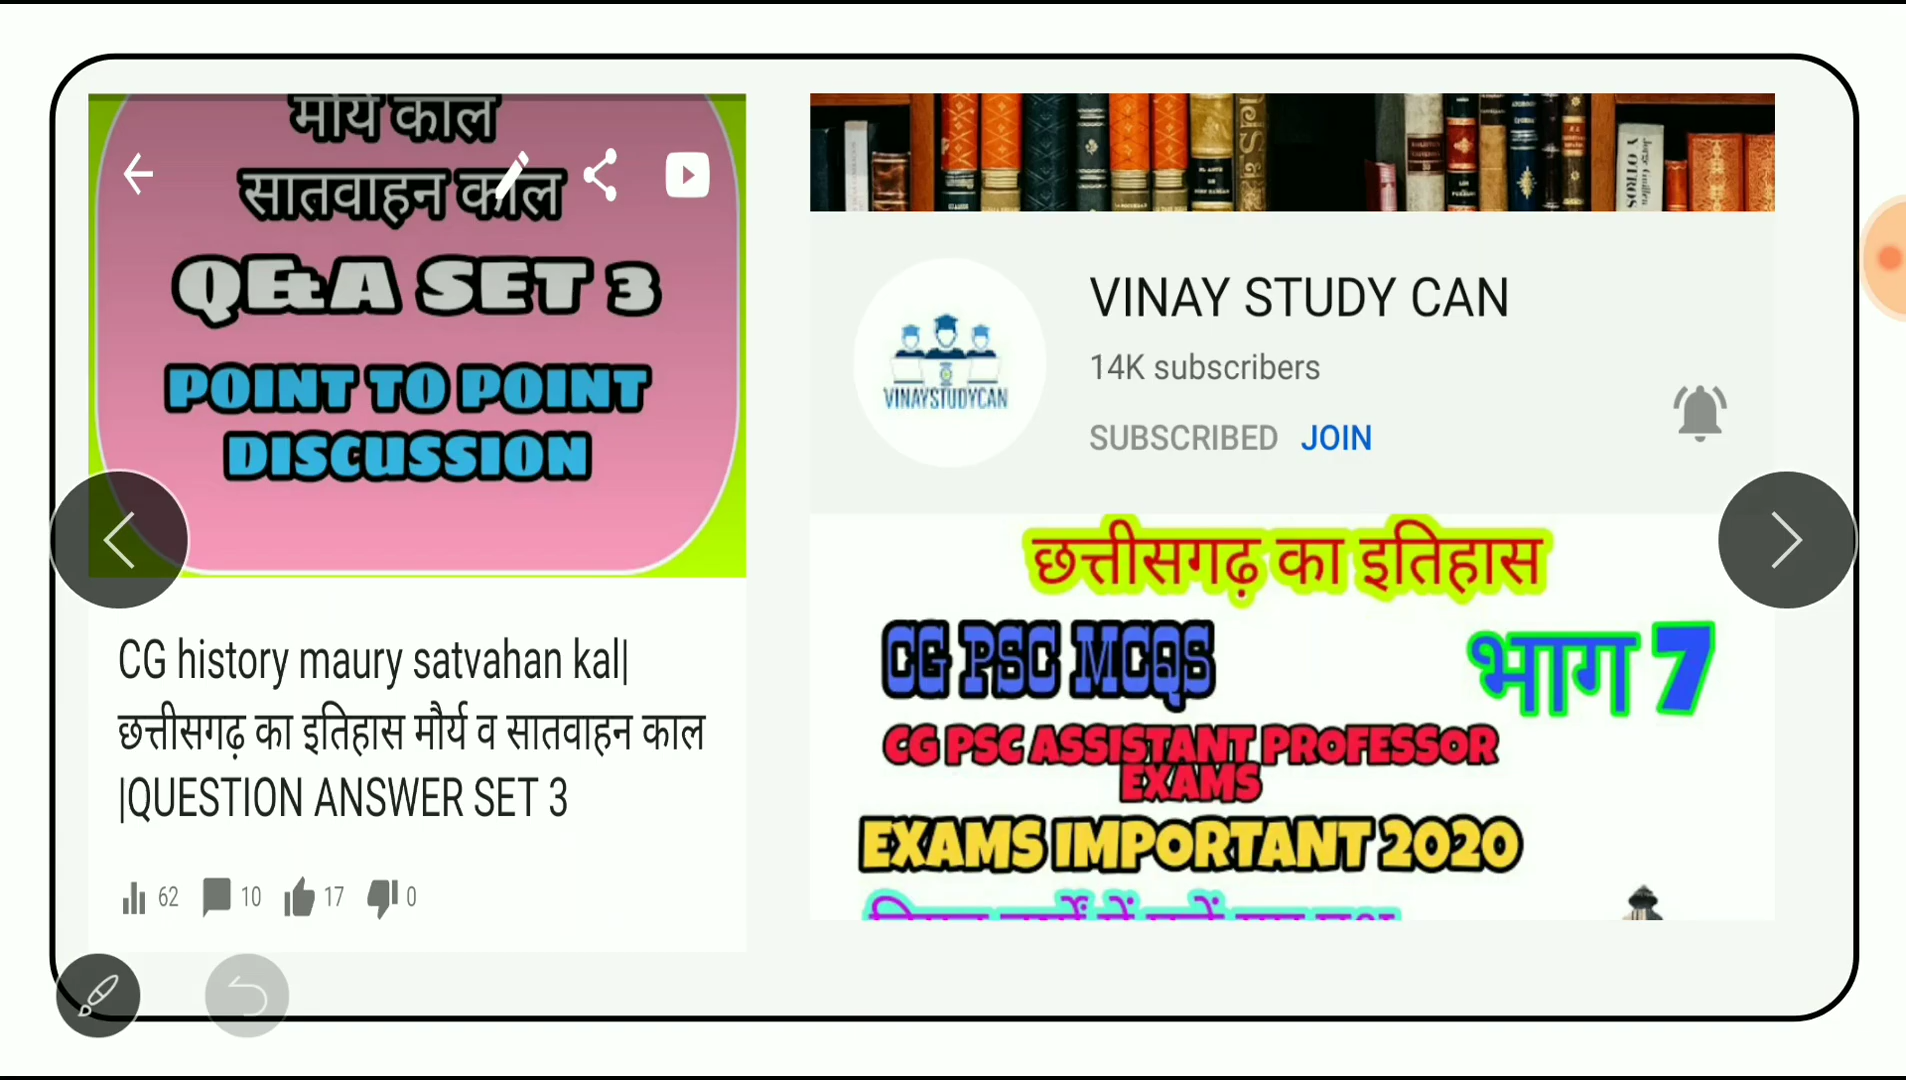 मौर्य काल
सातवाहन काल
Q&A SET 3
POINT TO POINT
DISCUSSION
CG history maury satvahan kal|
छत्तीसगढ़ का इतिहास मौर्य व सातवाहन काल
|QUESTION ANSWER SET 3
62 10 17 0
VINAY STUDY CAN
14K subscribers
VINAYSTUDYCAN
SUBSCRIBED JOIN
छत्तीसगढ़ का इतिहास
CG PSC MCQS
भाग 7
CG PSC ASSISTANT PROFESSOR
EXAMS
EXAMS IMPORTANT 2020